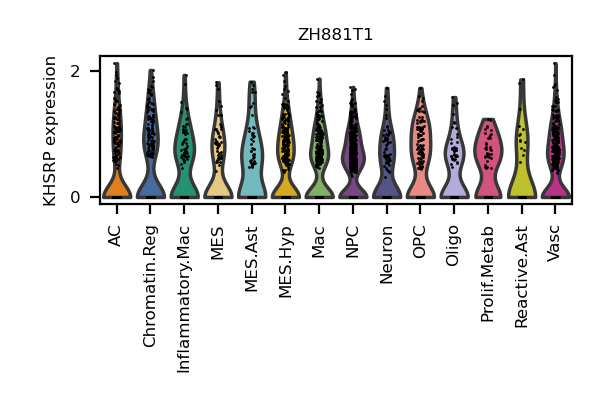 ZH881T1
KHSRP expression
2
0
AC
Chromatin.Reg
Inflammatory.Mac
MES
MES.Ast
MES.Hyp
Mac
NPC
Neuron
OPC
Oligo
Prolif.Metab
Reactive.Ast
Vasc